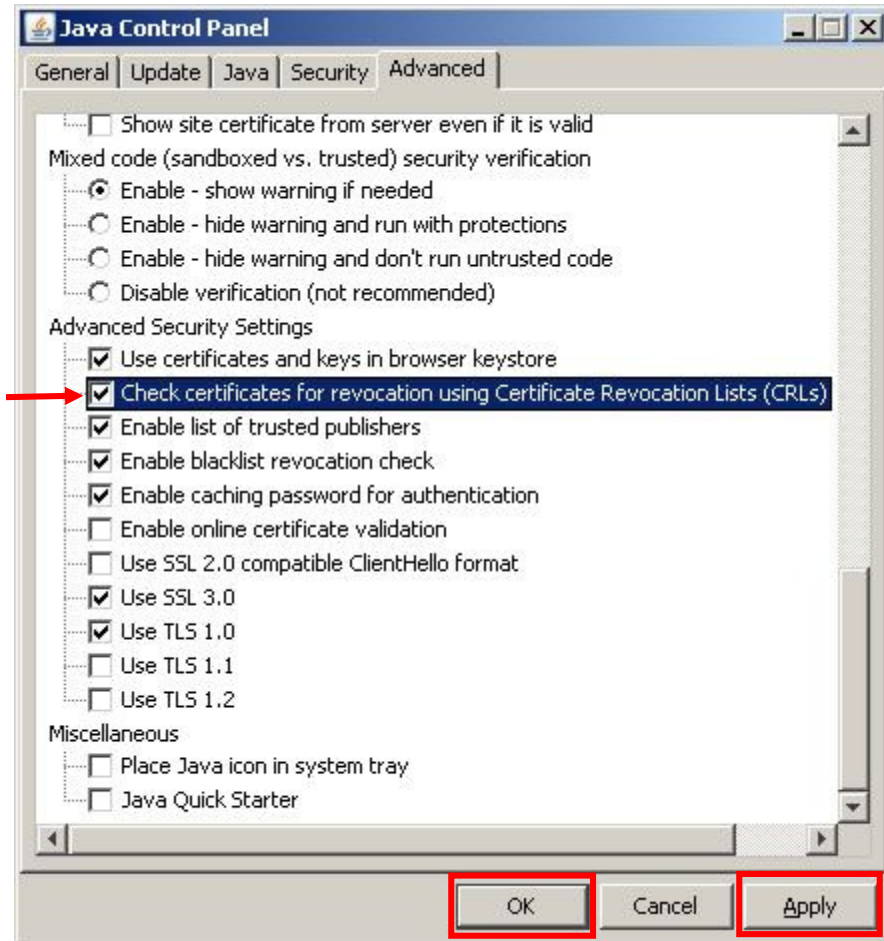 Java Control Panel
General Update Java Security Advanced
Show site certificate from server even if it is valid
Mixed code (sandboxed vs. trusted) security verification
Enable - show warning if needed
Enable - hide warning and run with protections
Enable - hide warning and don't run untrusted code
Disable verification (not recommended)
Advanced Security Settings
Use certificates and keys in browser keystore
Check certificates for revocation using Certificate Revocation Lists (CRLs)
Enable list of trusted publishers
Enable blacklist revocation check
Enable caching password for authentication
Enable online certificate validation
Use SSL 2.0 compatible ClientHello format
Use SSL 3.0
Use TLS 1.0
Use TLS 1.1
Use TLS 1.2
Miscellaneous
Place Java icon in system tray
Java Quick Starter
OK Cancel Apply